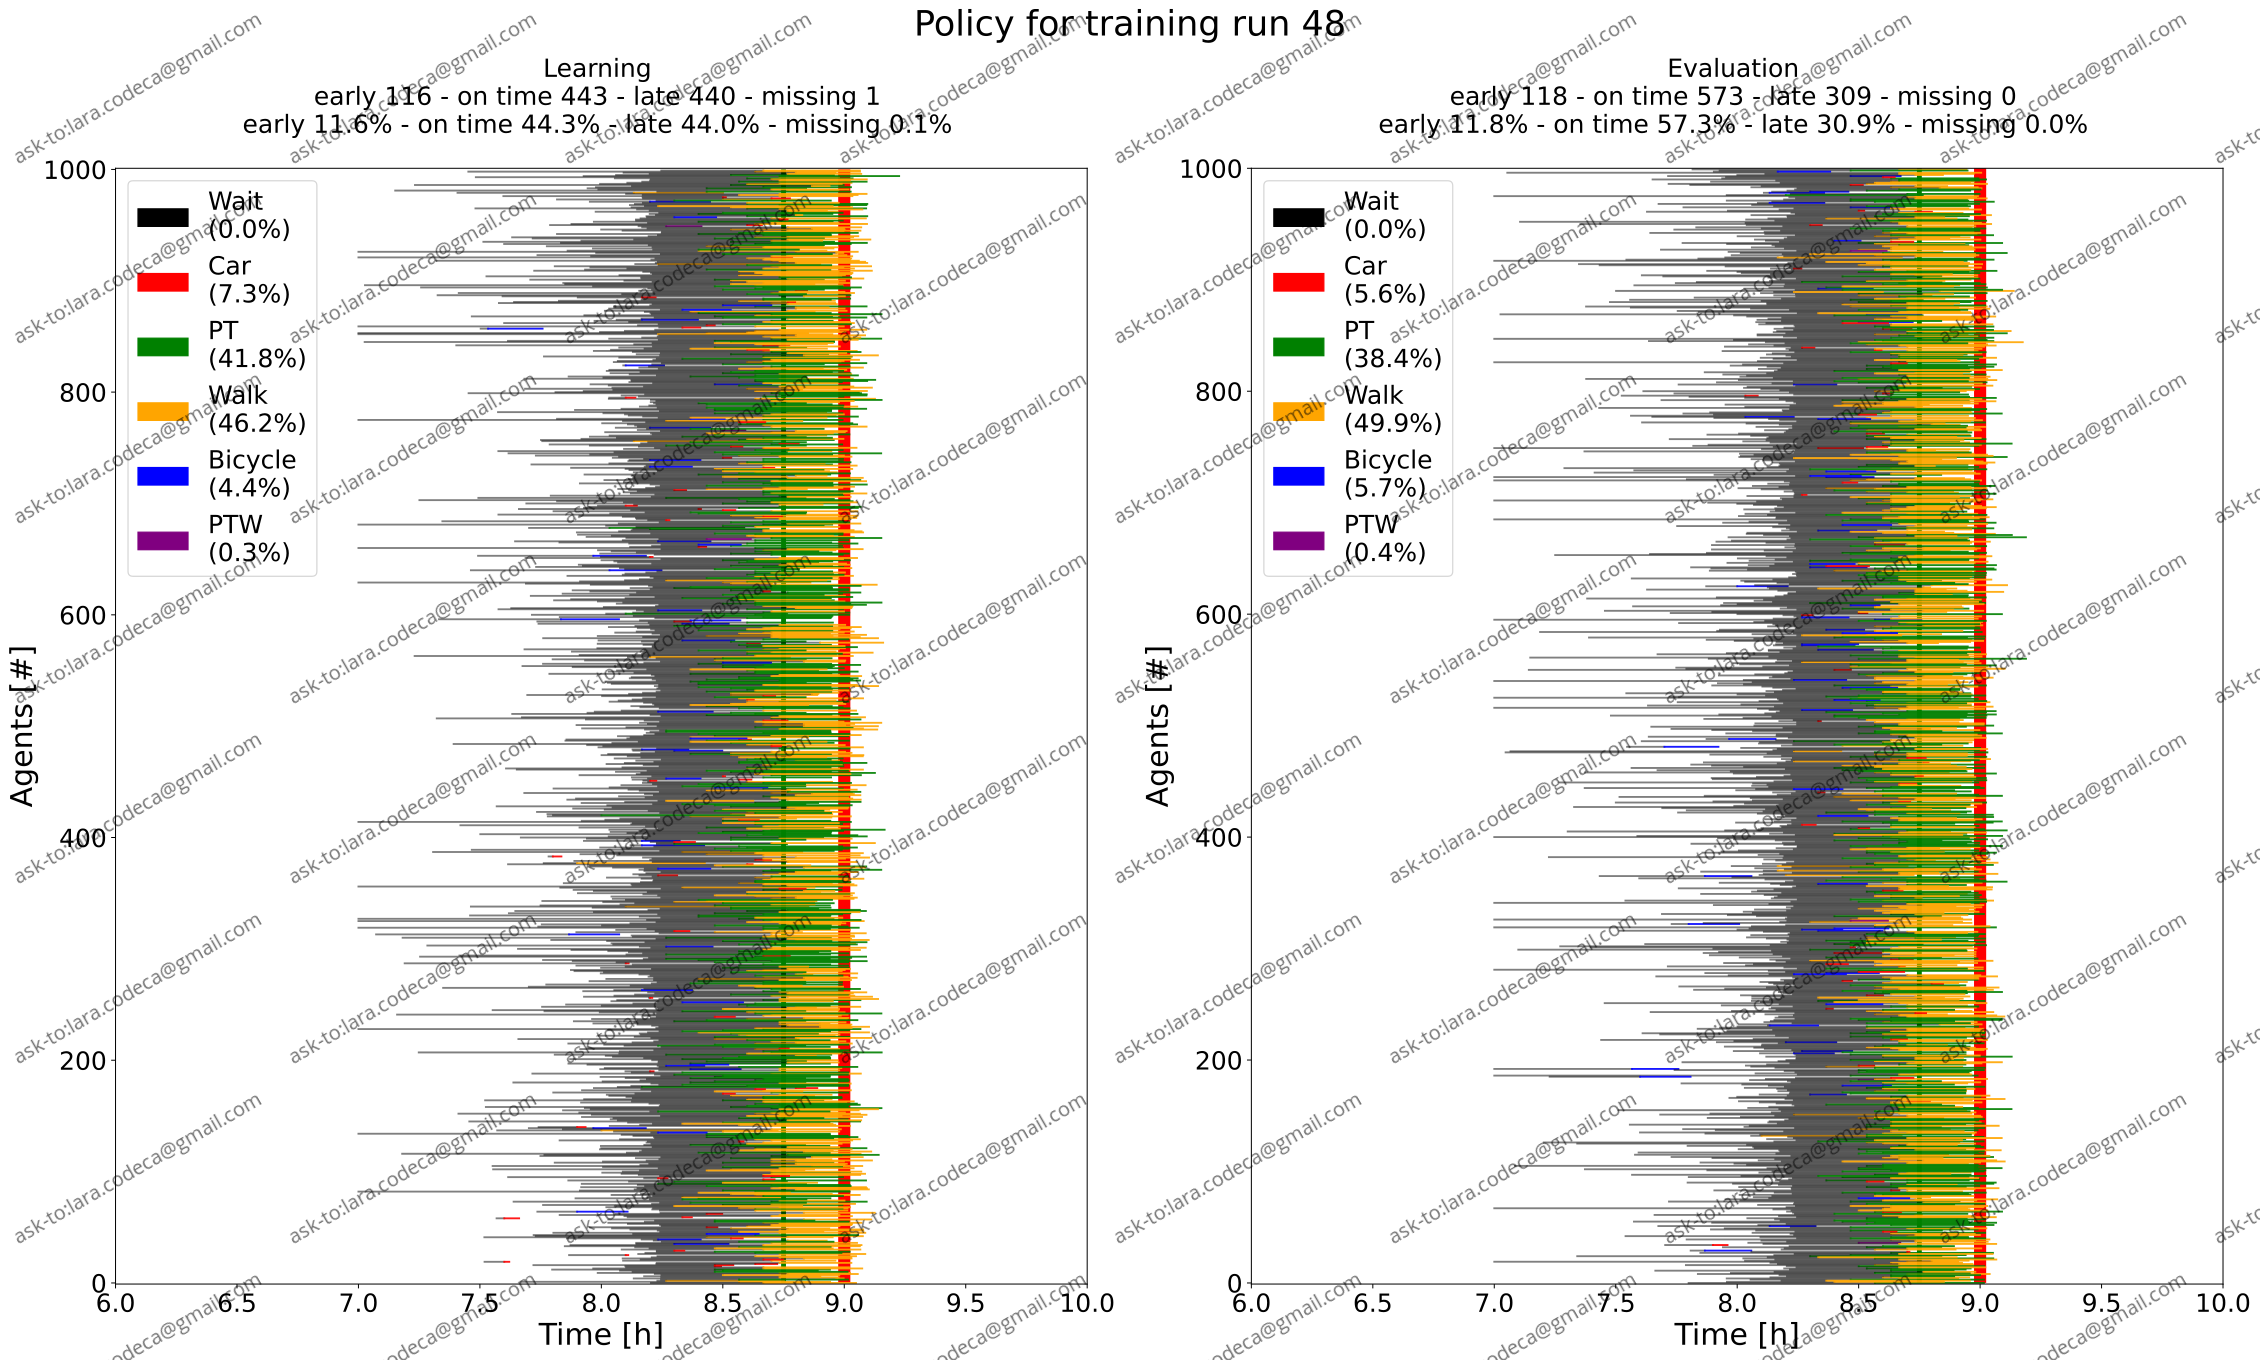 Policy for training run 48
Learning
early 116 - on time 443 - late 440 - missing 1
early 11.6% - on time 44.3% - late 44.0% - missing 0.1%
Agents [#]
1000
800
600
400
200
0
Wait
(0.0%)
Car
(7.3%)
PT
(41.8%)
Walk
(46.2%)
Bicycle
(4.4%)
PTW
(0.3%)
6.0 6.5 7.0 7.5 8.0 8.5 9.0 9.5 10.0
Time [h]
Evaluation
early 118 - on time 573 - late 309 - missing 0
early 11.8% - on time 57.3% - late 30.9% - missing 0.0%
Agents [#]
1000
800
600
400
200
0
Wait
(0.0%)
Car
(5.6%)
PT
(38.4%)
Walk
(49.9%)
Bicycle
(5.7%)
PTW
(0.4%)
6.0 6.5 7.0 7.5 8.0 8.5 9.0 9.5 10.0
Time [h]
ask-to:lara.codeca@gmail.com